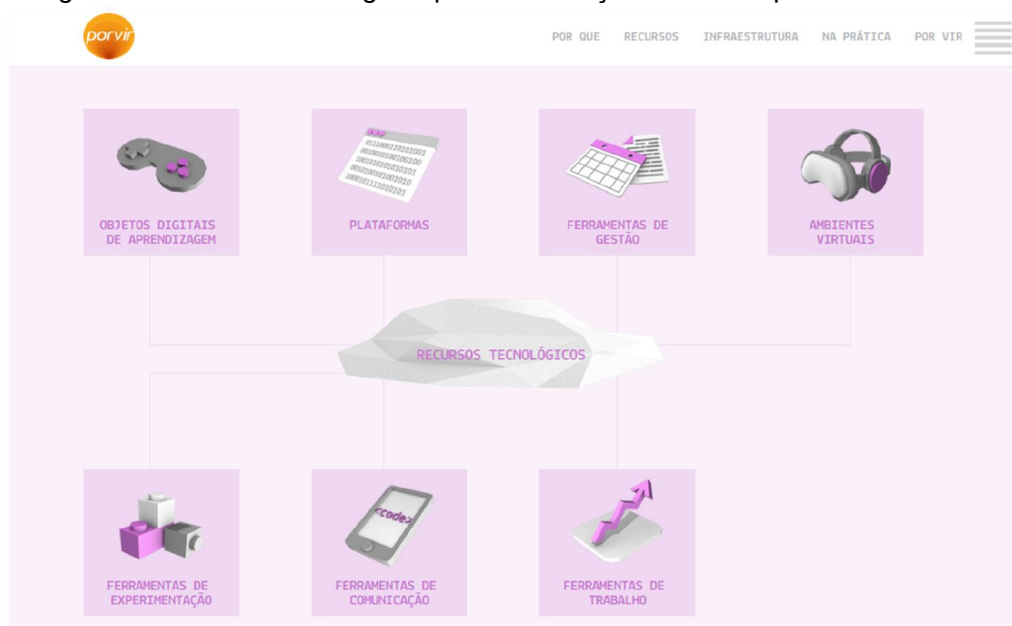 porvir
POR QUE RECURSOS INFRAESTRUTURA NA PRÁTICA POR VIR
OBJETOS DIGITAIS
DE APRENDIZAGEM
PLATAFORMAS
FERRAMENTAS DE
GESTÃO
AMBIENTES
VIRTUAIS
RECURSOS TECNOLÓGICOS
FERRAMENTAS DE
EXPERIMENTAÇÃO
<code>
FERRAMENTAS DE
COMUNICAÇÃO
FERRAMENTAS DE
TRABALHO